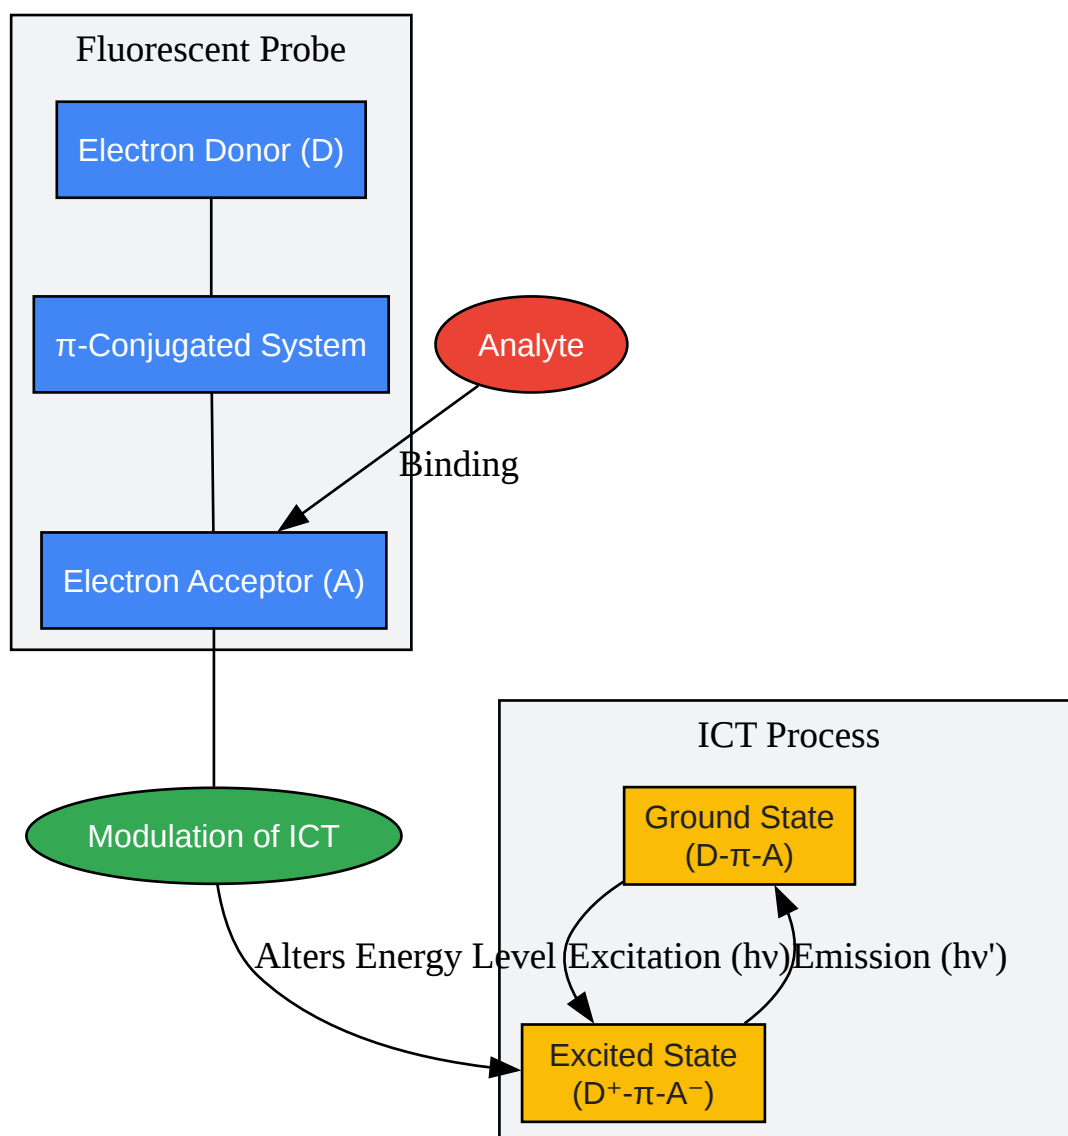 Fluorescent Probe
Electron Donor (D)
π-Conjugated System
Analyte
Binding
Electron Acceptor (A)
ICT Process
Ground State
(D-π-A)
Modulation of ICT
Alters Energy Level
Excitation (hν)
Emission (hν')
Excited State
(D⁺-π-A⁻)